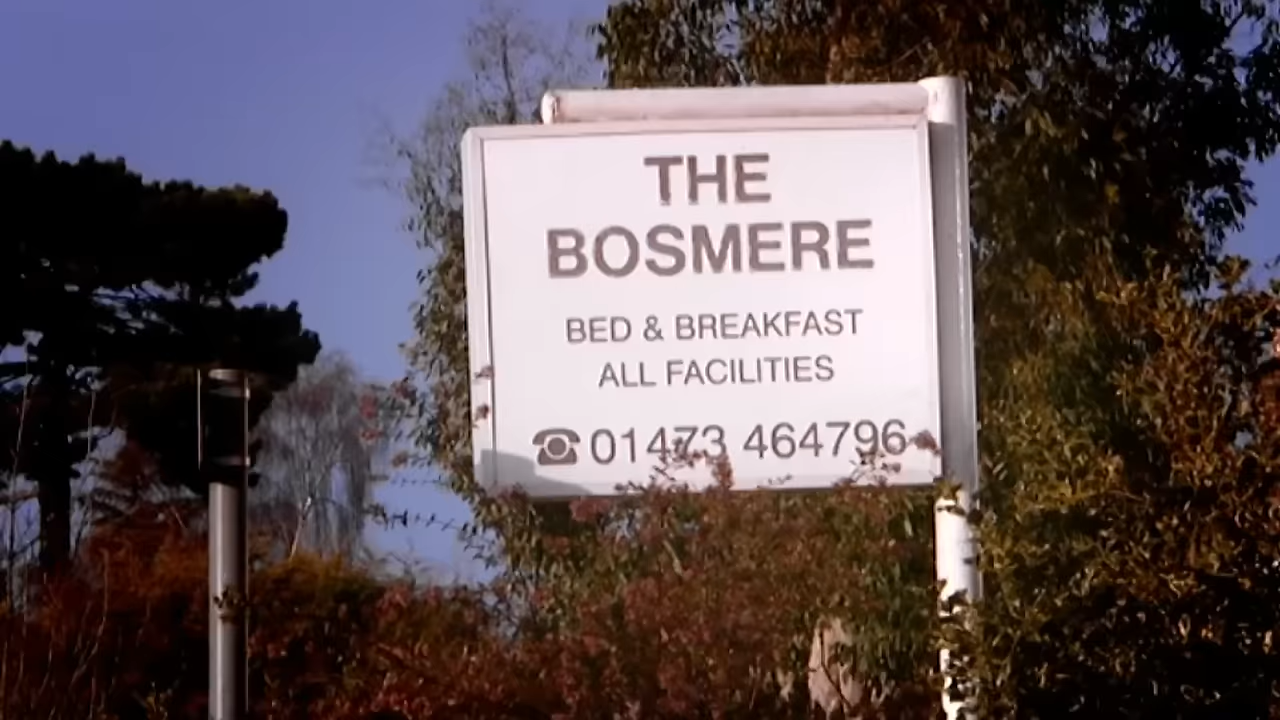 THE
BOSMERE
BED & BREAKFAST
ALL FACILITIES
☎ 01473 464796